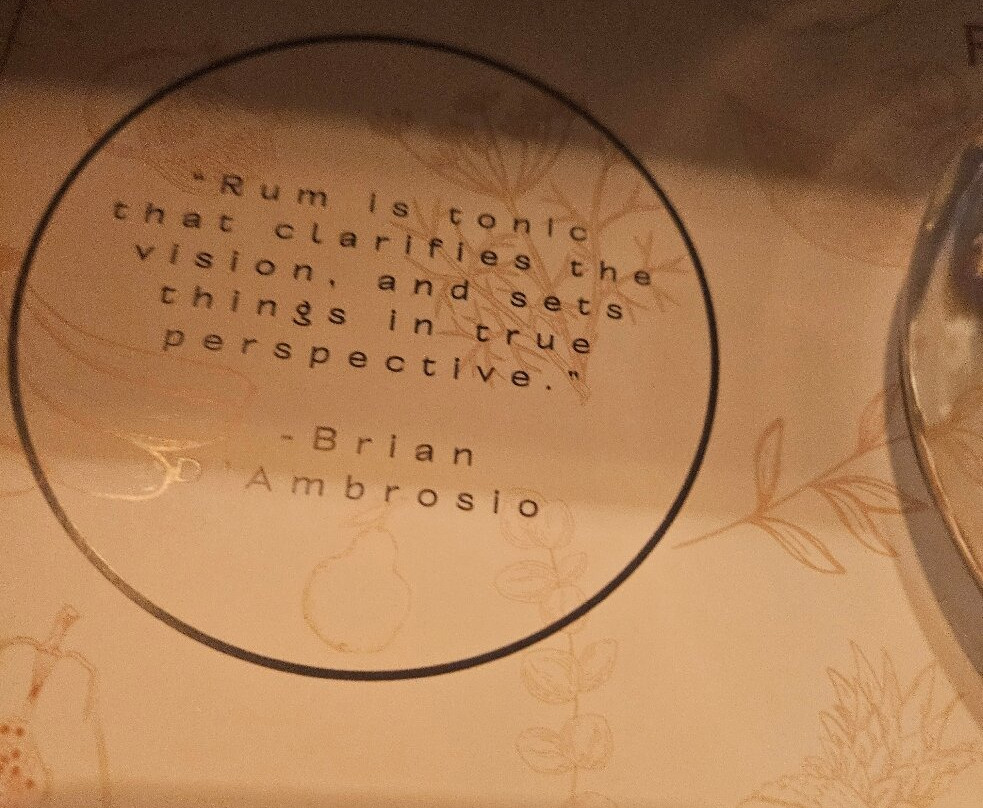 "Rum is tonic
that clarifies the
vision, and sets
things in true
perspective."
-Brian
D'Ambrosio
F